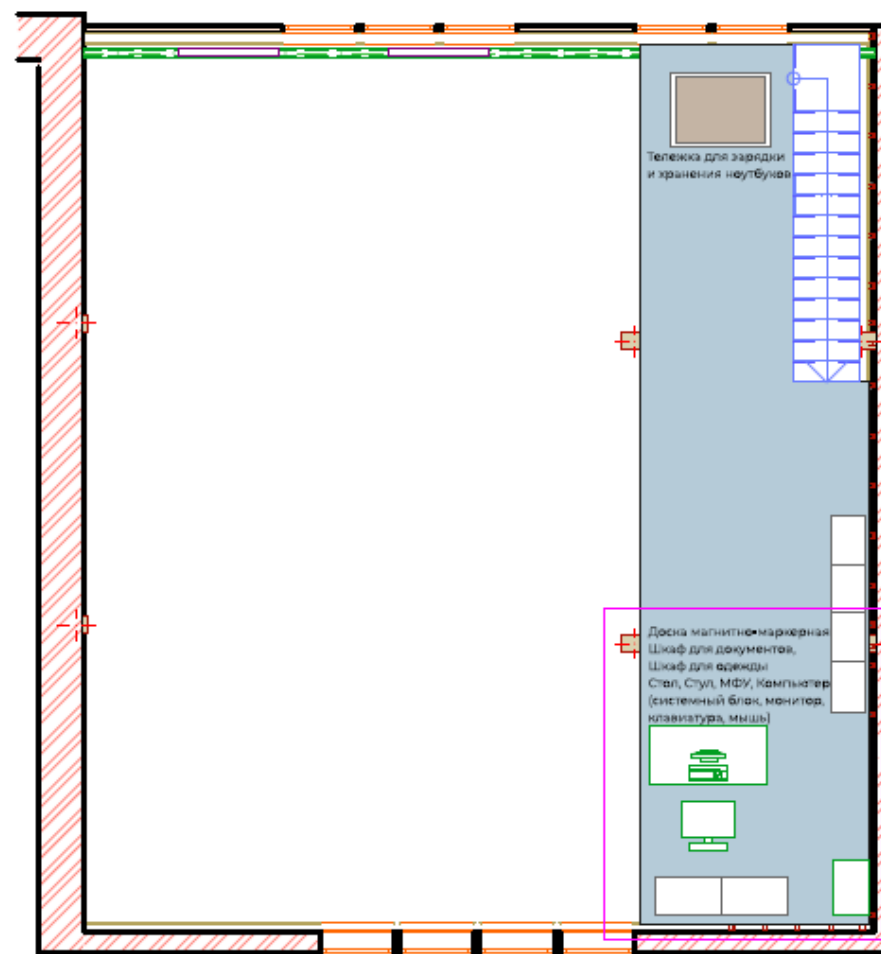 Тележка для зарядки
и хранения ноутбуков
Доска магнитно-маркерная
Шкаф для документов,
Шкаф для одежды
Стол, Стул, МФУ, Компьютер
(системный блок, монитор,
клавиатура, мышь)